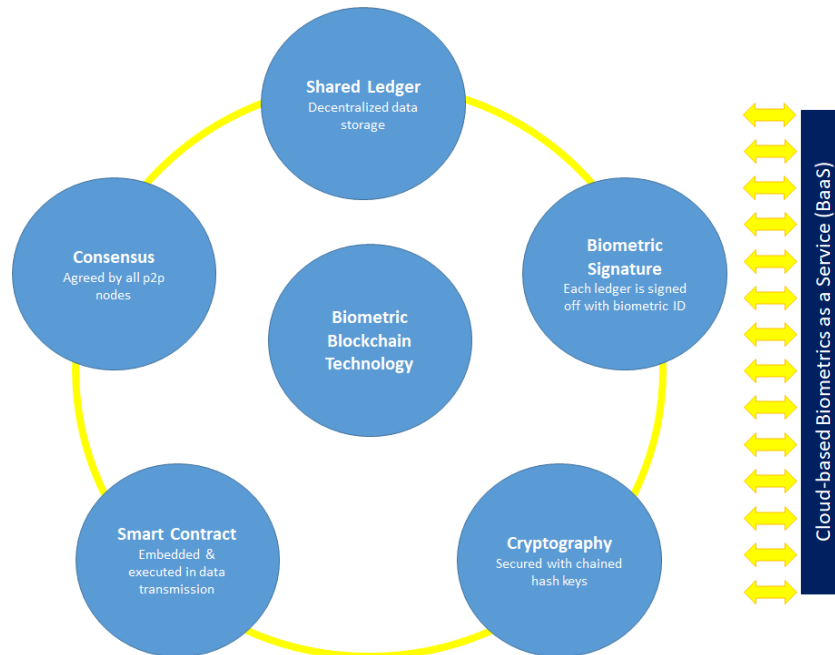 Shared Ledger
Decentralized data
storage
Consensus
Agreed by all p2p
nodes
Biometric
Signature
Each ledger is signed
off with biometric ID
Biometric
Blockchain
Technology
Smart Contract
Embedded &
executed in data
transmission
Cryptography
Secured with chained
hash keys
Cloud-based Biometrics as a Service (BaaS)